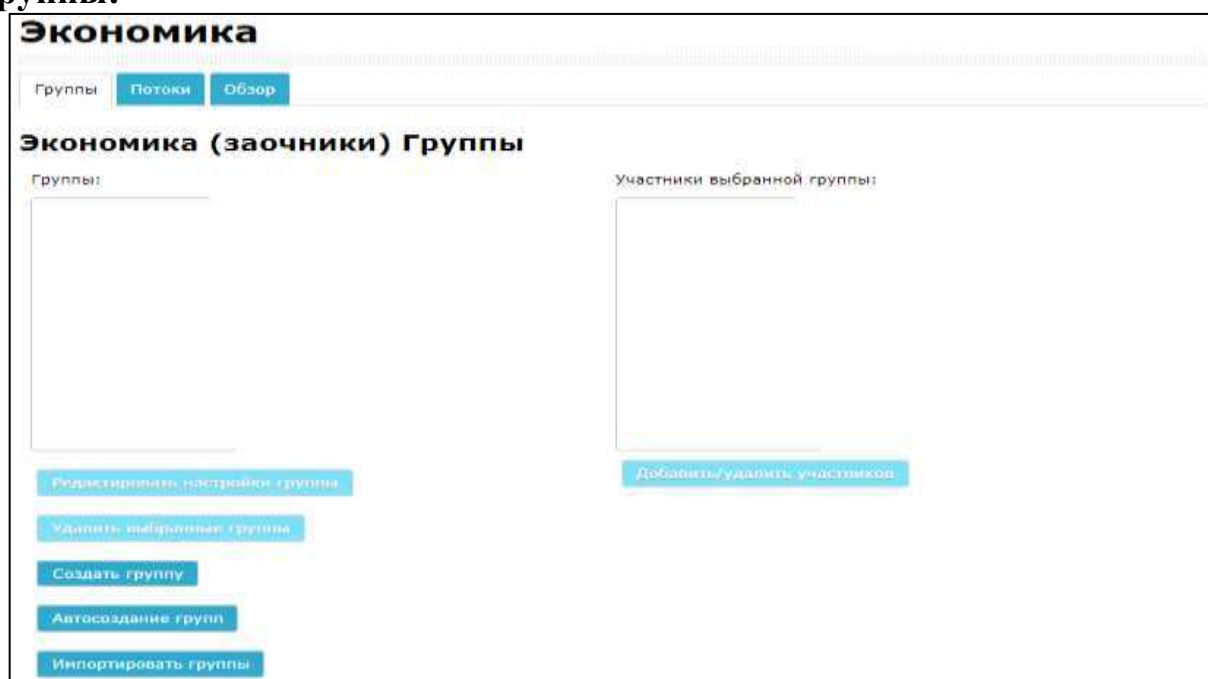 руппы:
Экономика
Группы Потоки Обзор
Экономика (заочники) Группы
Группы: Участники выбранной группы:
Редактировать настройки группы Добавить/удалить участников
Удалить выбранные группы
Создать группу
Автосоздание групп
Импортировать группы